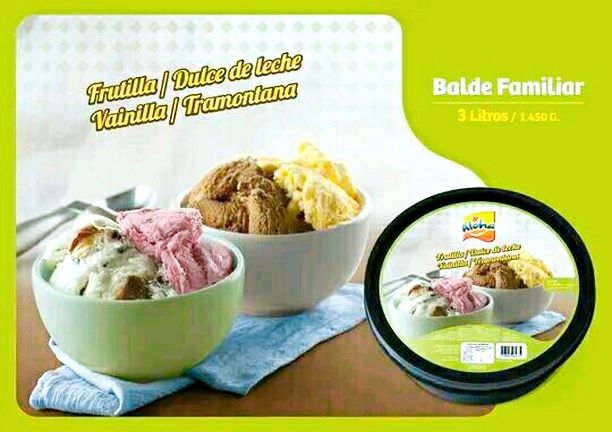 Frutilla / Dulce de leche
Vainilla / Tramontana
Balde Familiar
3 Litros / 1.450 G.
Aloha
Frutilla / Dulce de leche
Vainilla / Tramontana